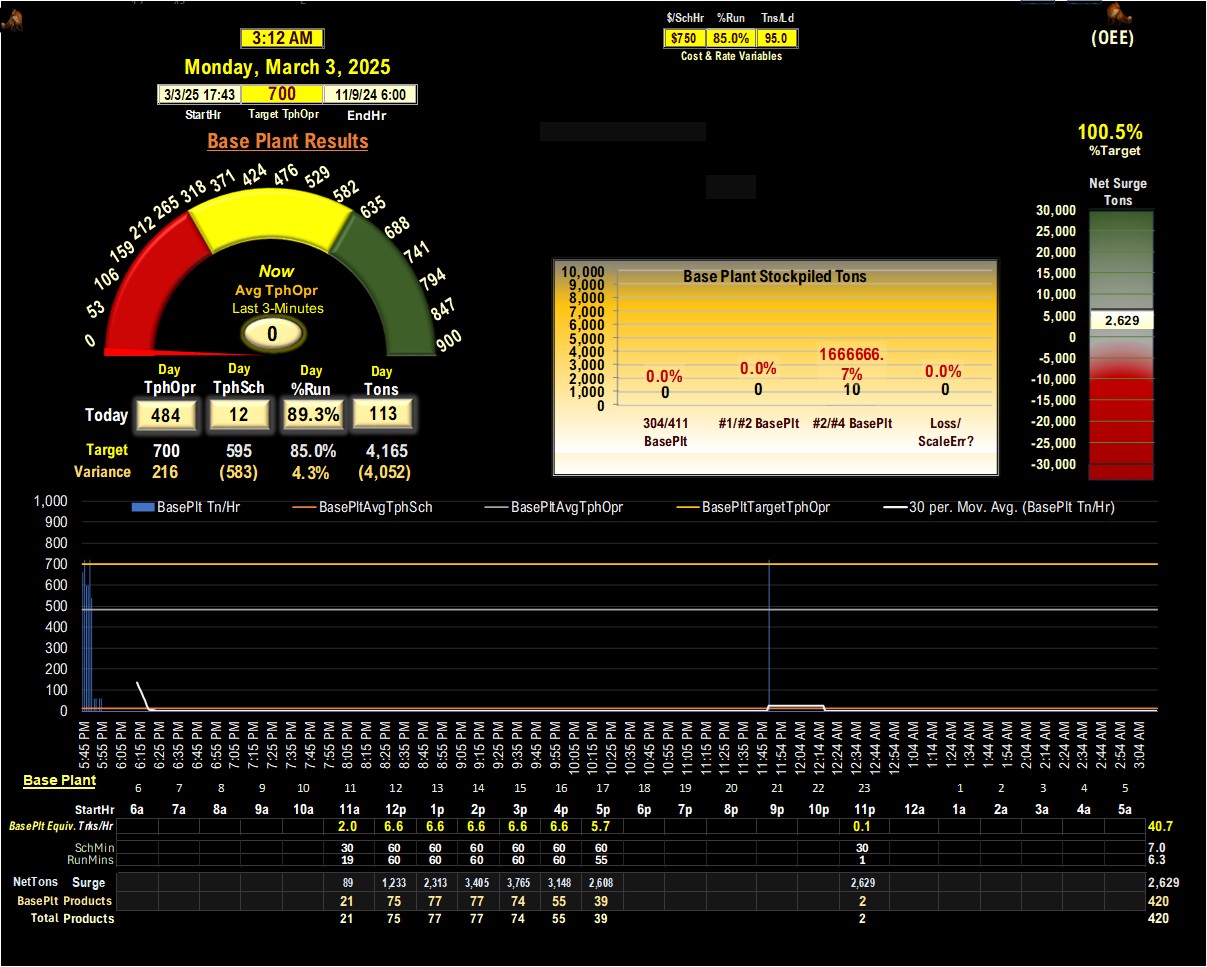 $/SchHr %Run Tns/Ld
$750 85.0% 95.0
Cost & Rate Variables
(OEE)
3:12 AM
Monday, March 3, 2025
3/3/25 17:43 700 11/9/24 6:00
StartHr Target TphOpr EndHr
Base Plant Results
100.5%
%Target
Net Surge
Tons
30,000
25,000
20,000
15,000
10,000
5,000
0
-5,000
-10,000
-15,000
-20,000
-25,000
-30,000
2,629
0 53 106 159 212 265 318 371 424 476 529 582 635 688 741 794 847 900
Now
Avg TphOpr
Last 3-Minutes
0
Day Day Day Day
TphOpr TphSch %Run Tons
Today 484 12 89.3% 113
Target 700 595 85.0% 4,165
Variance 216 (583) 4.3% (4,052)
Base Plant Stockpiled Tons
10,000
9,000
8,000
7,000
6,000
5,000
4,000
3,000
2,000
1,000
0
0.0% 0.0% 1666666. 0.0%
7%
0 0 10 0
304/411 #1/#2 BasePlt #2/#4 BasePlt Loss/
BasePlt ScaleErr?
BasePlt Tn/Hr BasePltAvgTphSch BasePltAvgTphOpr BasePltTargetTphOpr 30 per. Mov. Avg. (BasePlt Tn/Hr)
1,000
900
800
700
600
500
400
300
200
100
0
5:45 PM 5:55 PM 6:05 PM 6:15 PM 6:25 PM 6:35 PM 6:45 PM 6:55 PM 7:05 PM 7:15 PM 7:25 PM 7:35 PM 7:45 PM 7:55 PM 8:05 PM 8:15 PM 8:25 PM 8:35 PM 8:45 PM 8:55 PM 9:05 PM 9:15 PM 9:25 PM 9:35 PM 9:45 PM 9:55 PM 10:05 PM 10:15 PM 10:25 PM 10:35 PM 10:45 PM 10:55 PM 11:05 PM 11:15 PM 11:25 PM 11:35 PM 11:45 PM 11:54 PM 12:04 AM 12:14 AM 12:24 AM 12:34 AM 12:44 AM 12:54 AM 1:04 AM 1:14 AM 1:24 AM 1:34 AM 1:44 AM 1:54 AM 2:04 AM 2:14 AM 2:24 AM 2:34 AM 2:44 AM 2:54 AM 3:04 AM
Base Plant
6 7 8 9 10 11 12 13 14 15 16 17 18 19 20 21 22 23 1 2 3 4 5
StartHr 6a 7a 8a 9a 10a 11a 12p 1p 2p 3p 4p 5p 6p 7p 8p 9p 10p 11p 12a 1a 2a 3a 4a 5a
BasePlt Equiv. Trks/Hr 2.0 6.6 6.6 6.6 6.6 6.6 5.7 0.1 40.7
SchMin 30 60 60 60 60 60 60 30 7.0
RunMins 19 60 60 60 60 60 55 1 6.3
NetTons Surge 89 1,233 2,313 3,405 3,765 3,148 2,608 2,629 2,629
BasePlt Products 21 75 77 77 74 55 39 2 420
Total Products 21 75 77 77 74 55 39 2 420